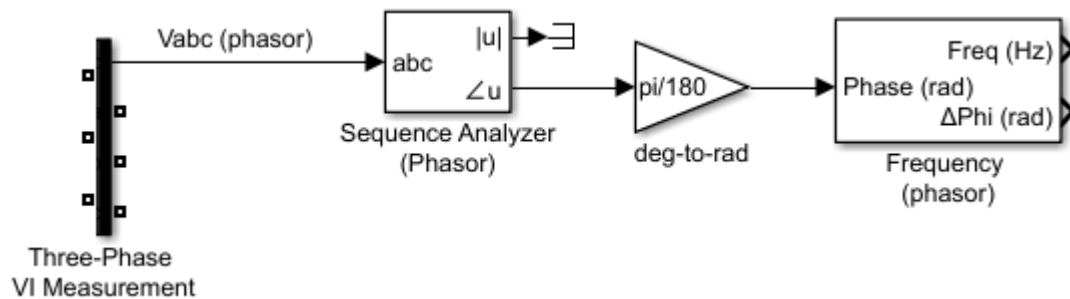 Vabc (phasor)
|u|
abc
∠u
Sequence Analyzer
(Phasor)
pi/180
deg-to-rad
Freq (Hz)
Phase (rad)
ΔPhi (rad)
Frequency
(phasor)
Three-Phase
VI Measurement